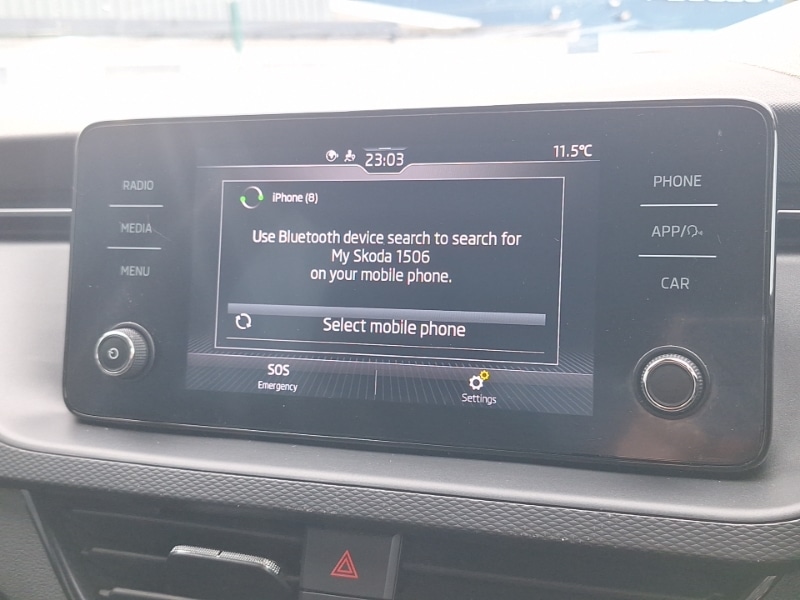 23:03
11.5°C
RADIO
MEDIA
MENU
iPhone (8)
Use Bluetooth device search to search for
My Skoda 1506
on your mobile phone.
Select mobile phone
SOS
Emergency
Settings
PHONE
APP/
CAR